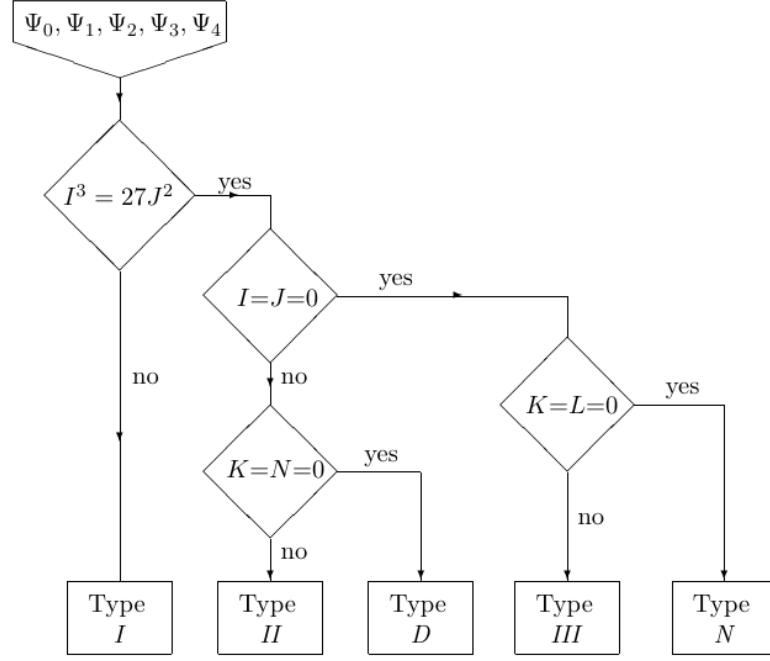 Ψ₀, Ψ₁, Ψ₂, Ψ₃, Ψ₄
I³ = 27J²
yes
I=J=0
yes
no
no
K=L=0
yes
K=N=0
yes
no
no
Type
I
Type
II
Type
D
Type
III
Type
N